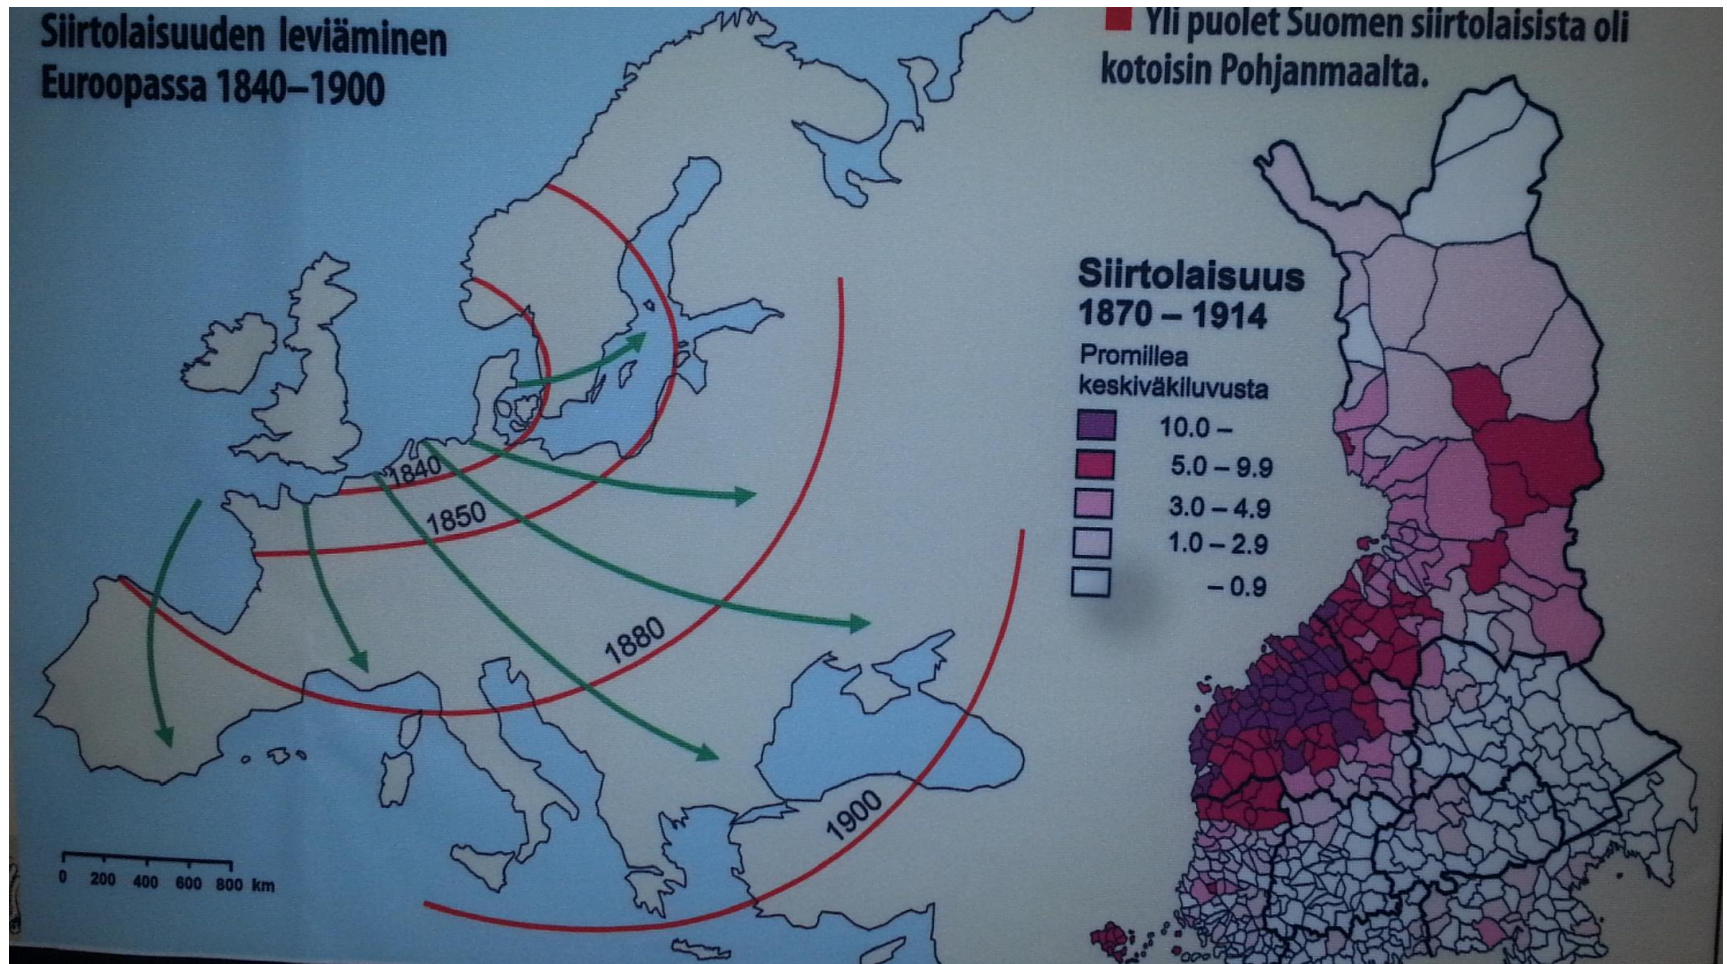 Siirtolaisuuden leviäminen
Euroopassa 1840–1900
Yli puolet Suomen siirtolaisista oli
kotoisin Pohjanmaalta.
1840
1850
1880
1900
0 200 400 600 800 km
Siirtolaisuus
1870 – 1914
Promillea
keskiväkiluvusta
10.0 –
5.0 – 9.9
3.0 – 4.9
1.0 – 2.9
– 0.9